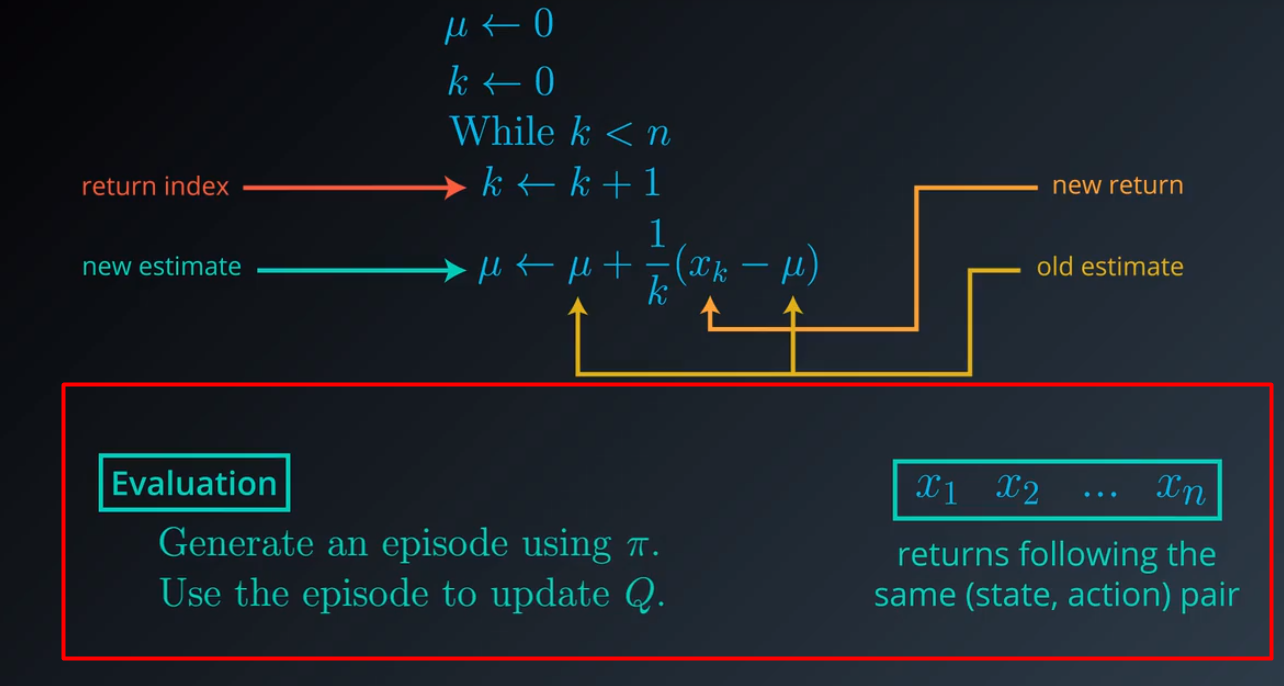 μ ← 0
k ← 0
While k < n
return index
k ← k + 1
new return
new estimate
μ ← μ + \frac{1}{k}(x_k − μ)
old estimate
Evaluation
x_1 x_2 ... x_n
Generate an episode using π.
Use the episode to update Q.
returns following the
same (state, action) pair